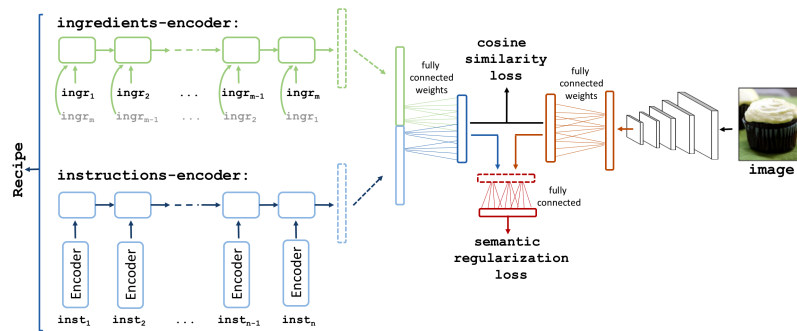 ingredients-encoder:
ingr₁ ingr₂ ... ingrₘ₋₁ ingrₘ
ingrₘ ingrₘ₋₁ ... ingr₂ ingr₁
Recipe
instructions-encoder:
Encoder Encoder Encoder Encoder
inst₁ inst₂ ... instₙ₋₁ instₙ
fully
connected
weights
cosine
similarity
loss
fully
connected
weights
image
fully
connected
semantic
regularization
loss